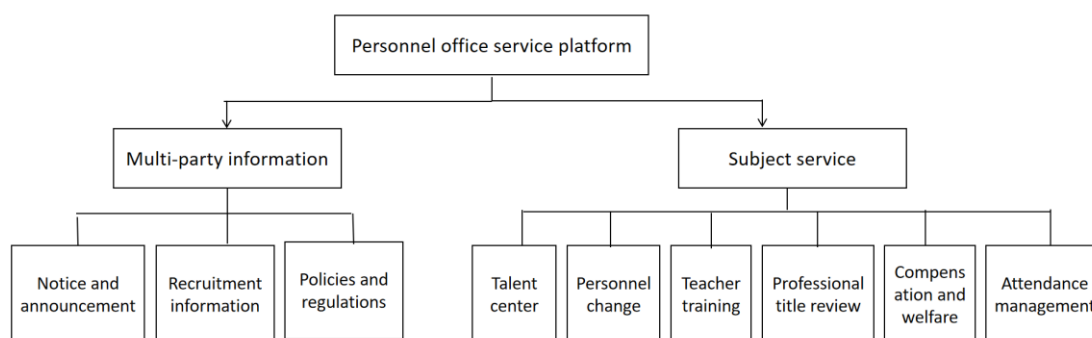 Personnel office service platform
Multi-party information
Subject service
Notice and
announcement
Recruitment
information
Policies and
regulations
Talent
center
Personnel
change
Teacher
training
Professional
title review
Compens
ation and
welfare
Attendance
management